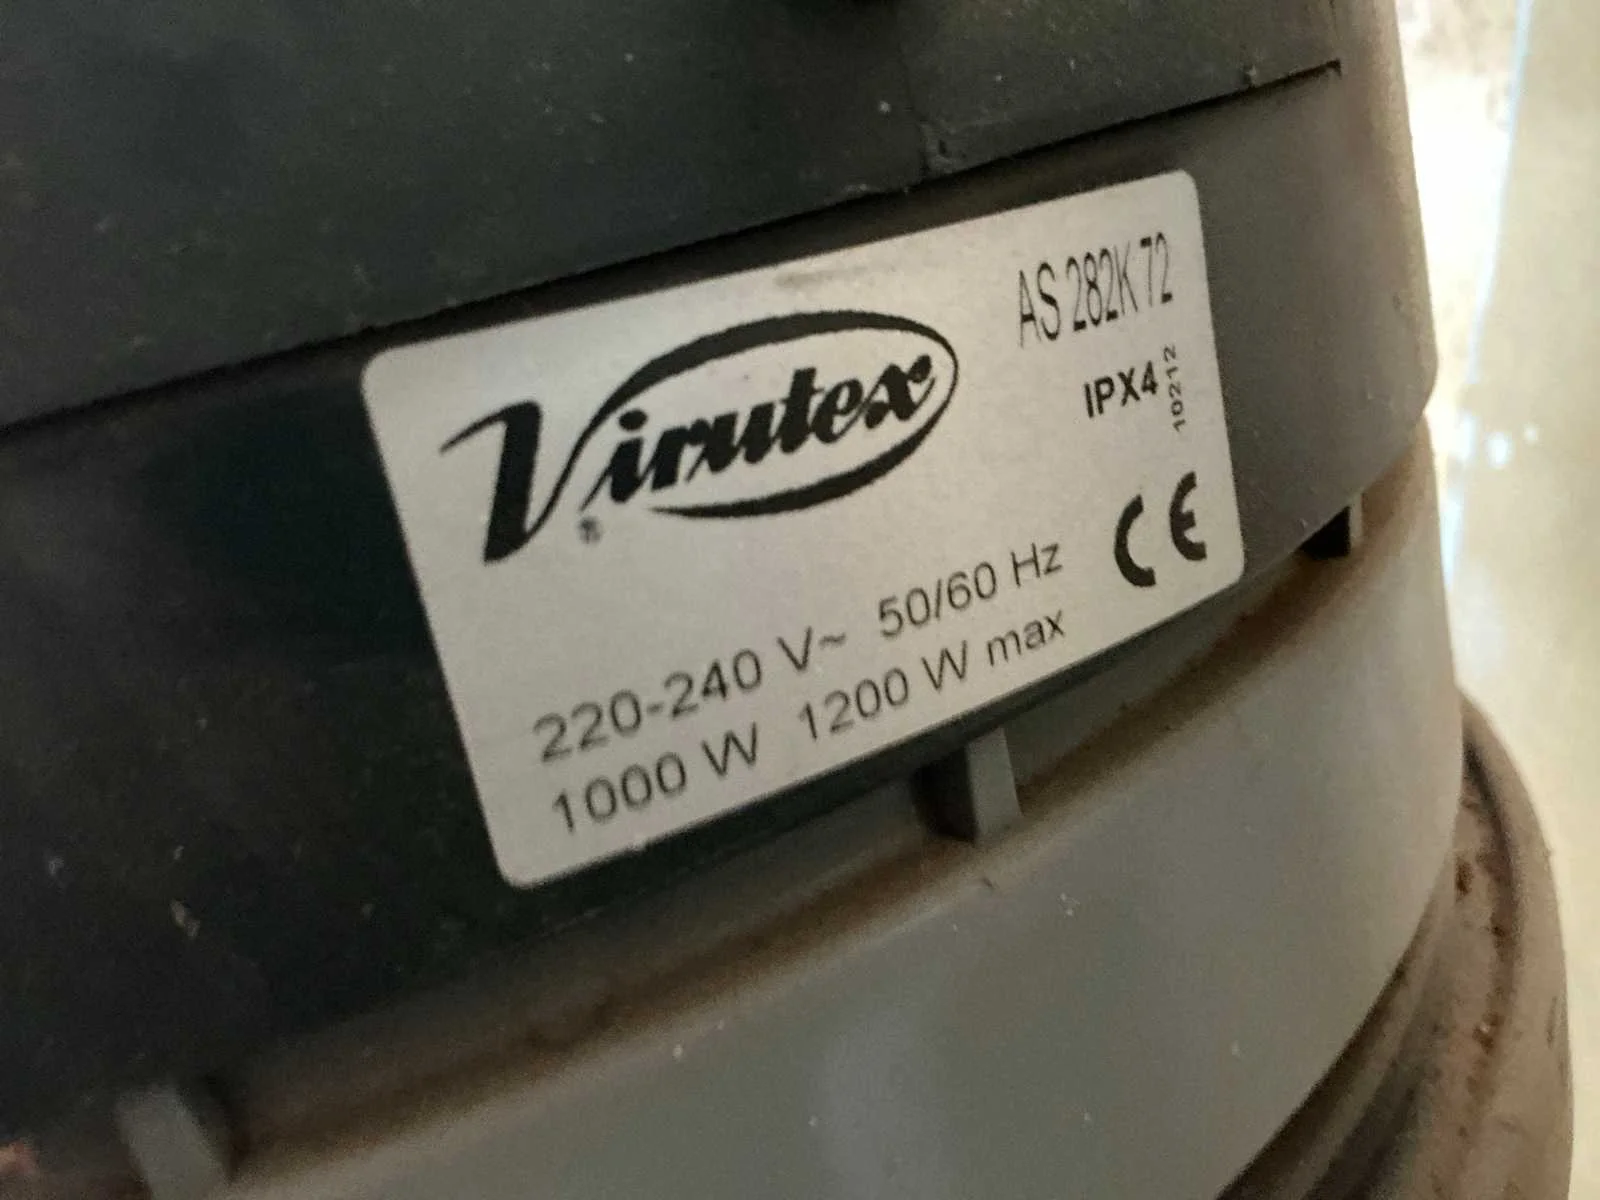 Virutex
®
AS 282K 72
IPX4
10212
CE
220-240 V~ 50/60 Hz
1000 W 1200 W max